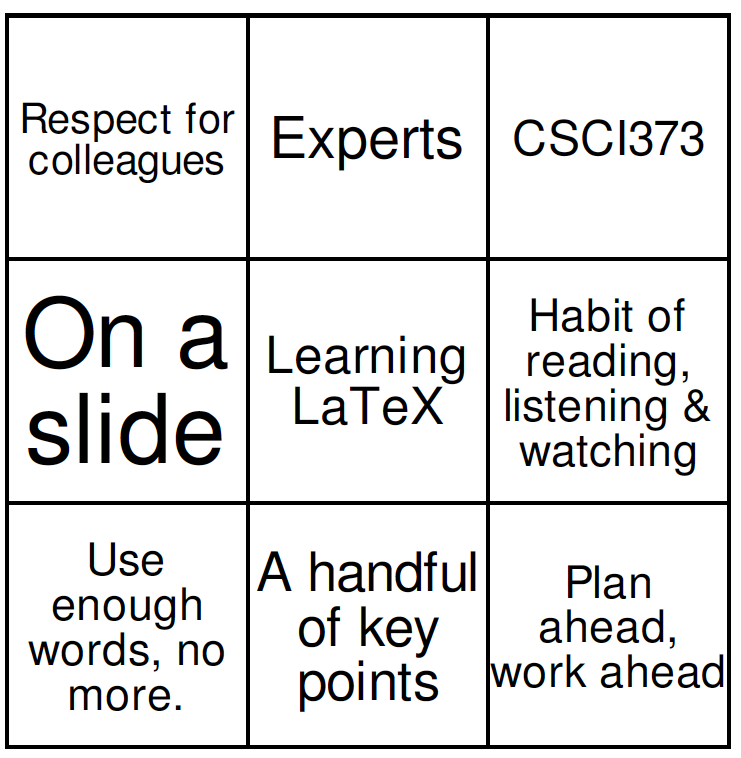 Respect for
colleagues
Experts
CSCI373
On a
slide
Learning
LaTeX
Habit of
reading,
listening &
watching
Use
enough
words, no
more.
A handful
of key
points
Plan
ahead,
work ahead